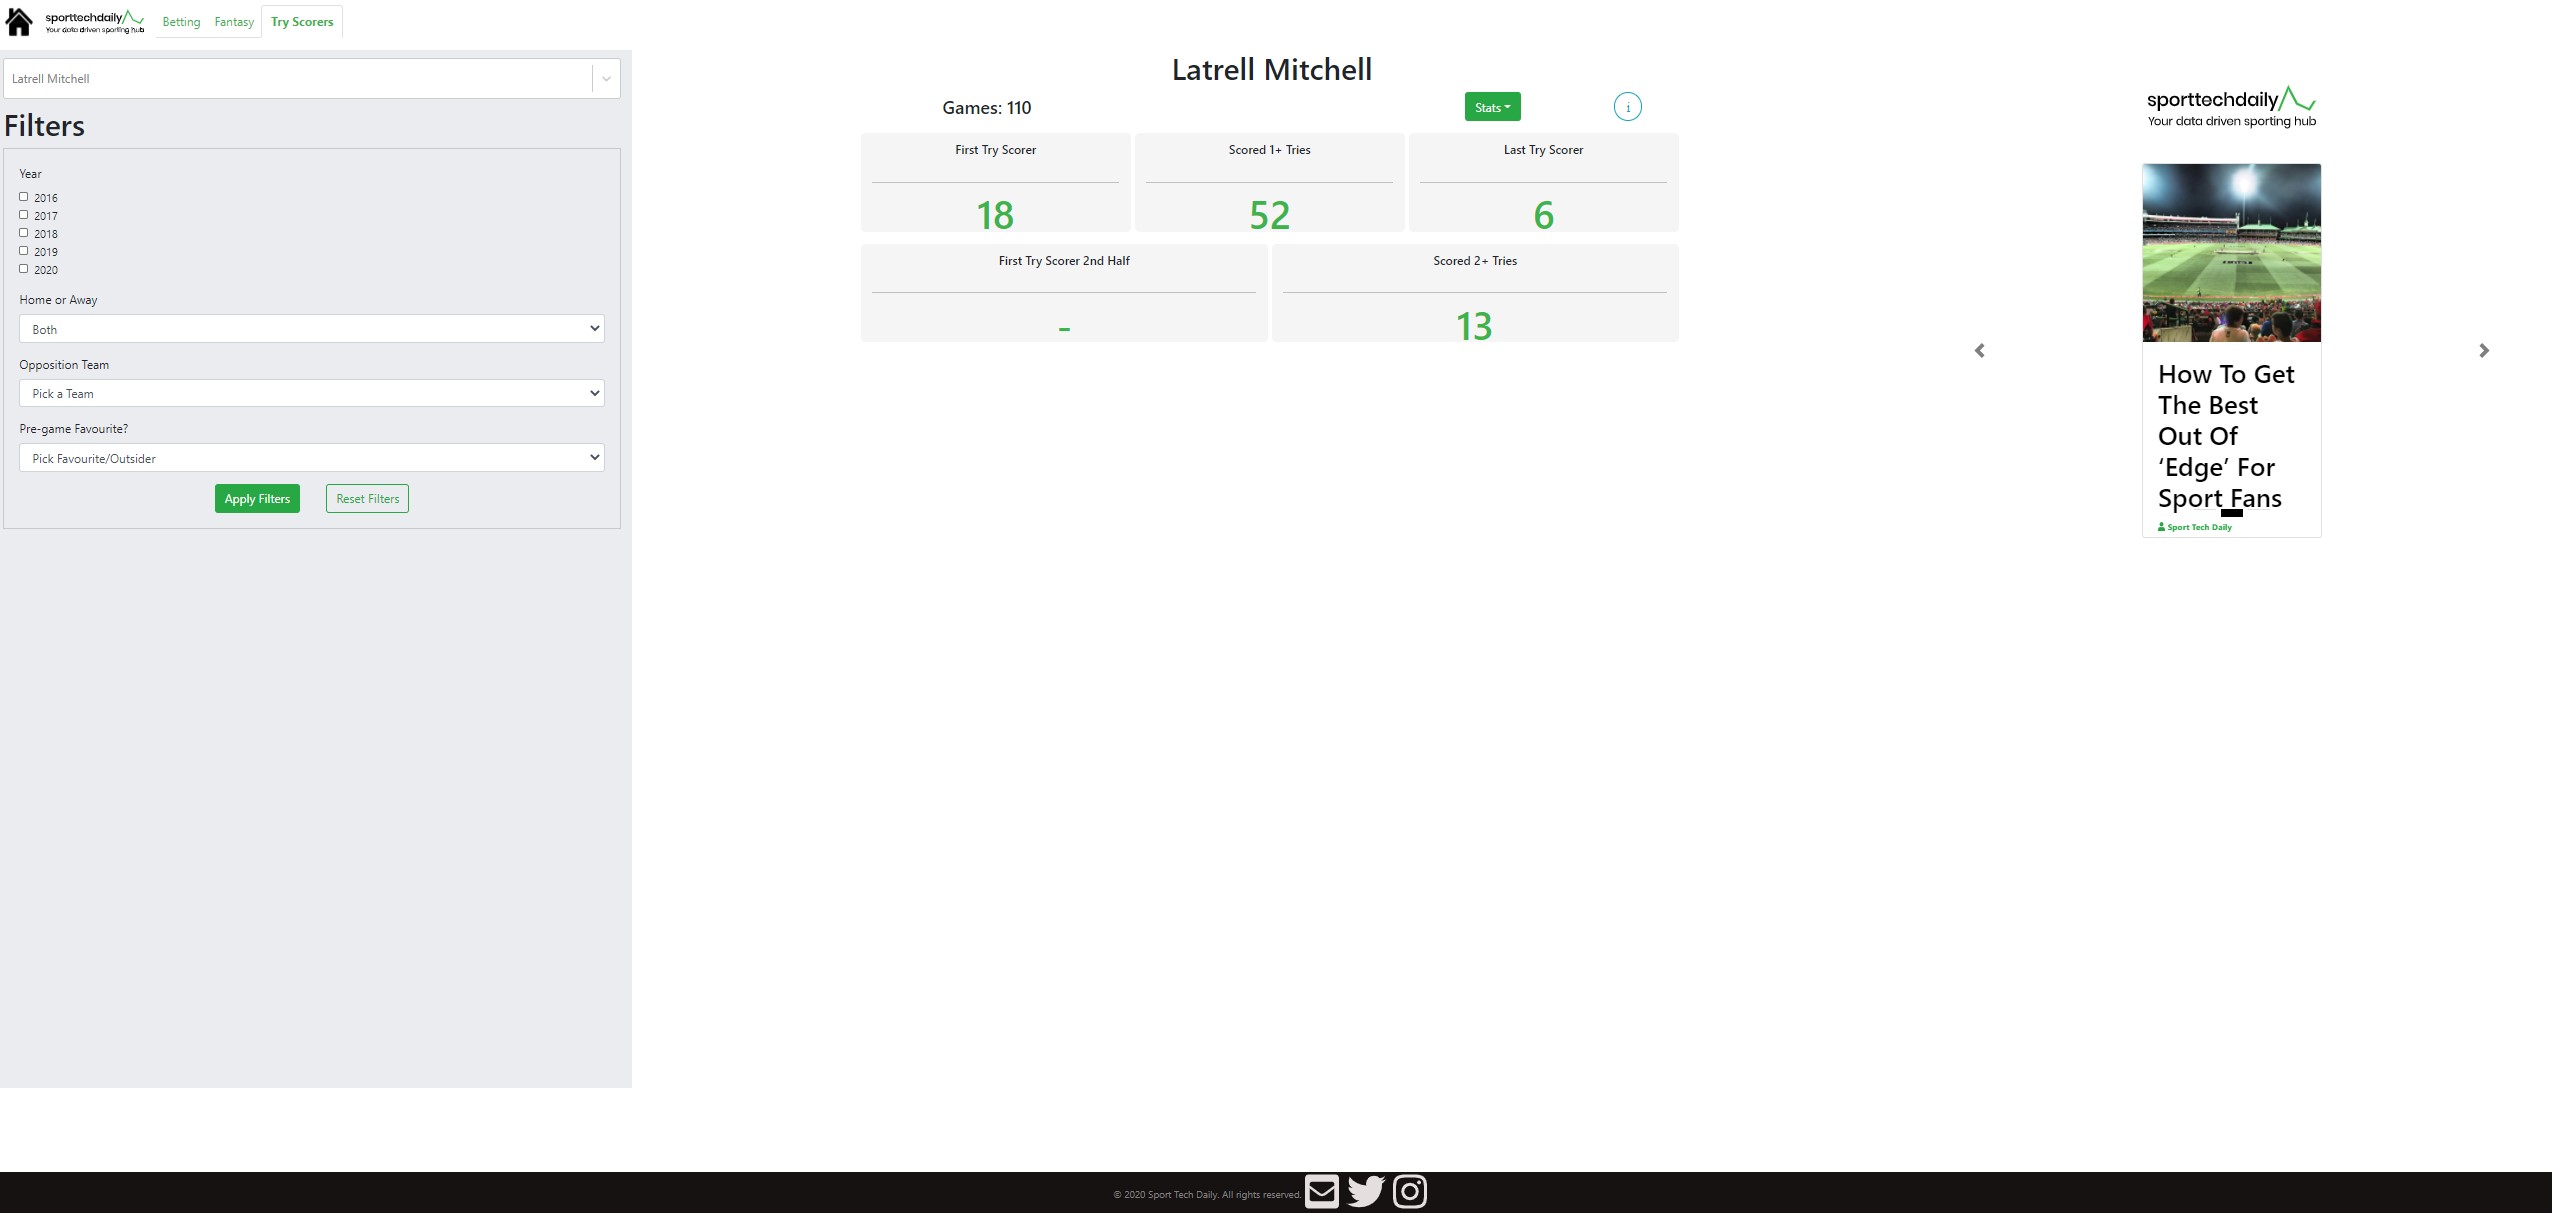 sporttechdaily
Your data driven sporting hub
Betting
Fantasy
Try Scorers
Latrell Mitchell
Filters
Year
2016
2017
2018
2019
2020
Home or Away
Both
Opposition Team
Pick a Team
Pre-game Favourite?
Pick Favourite/Outsider
Apply Filters
Reset Filters
Latrell Mitchell
Games: 110
Stats
i
First Try Scorer
18
Scored 1+ Tries
52
Last Try Scorer
6
First Try Scorer 2nd Half
-
Scored 2+ Tries
13
sporttechdaily
Your data driven sporting hub
How To Get
The Best
Out Of
‘Edge’ For
Sport Fans
Sport Tech Daily
© 2020 Sport Tech Daily. All rights reserved.